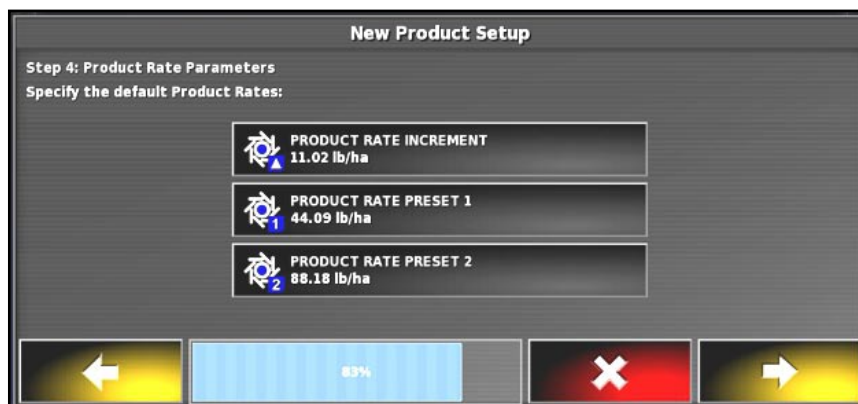 New Product Setup
Step 4: Product Rate Parameters
Specify the default Product Rates:
PRODUCT RATE INCREMENT
11.02 lb/ha
PRODUCT RATE PRESET 1
44.09 lb/ha
1
PRODUCT RATE PRESET 2
88.18 lb/ha
2
83%